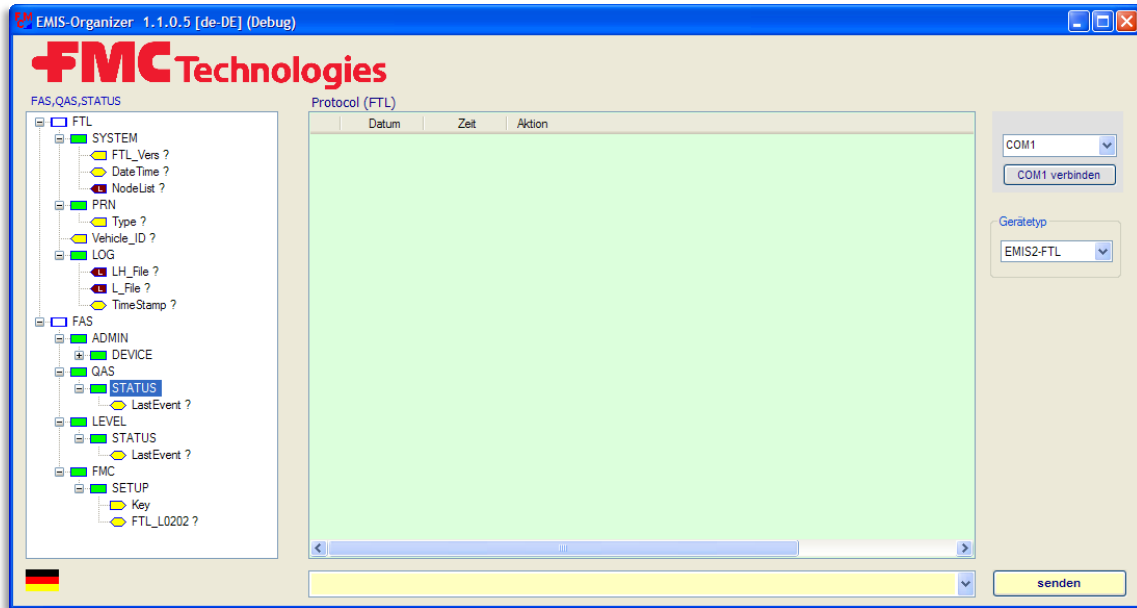 EMIS-Organizer 1.1.0.5 [de-DE] (Debug)
FMC Technologies
FAS,QAS,STATUS
FTL
SYSTEM
FTL_Vers ?
DateTime ?
L NodeList ?
PRN
Type ?
Vehicle_ID ?
LOG
L LH_File ?
L L_File ?
TimeStamp ?
FAS
ADMIN
DEVICE
QAS
STATUS
LastEvent ?
LEVEL
STATUS
LastEvent ?
FMC
SETUP
Key
FTL_L0202 ?
Protocol (FTL)
Datum Zeit Aktion
COM1
COM1 verbinden
Gerätetyp
EMIS2-FTL
senden